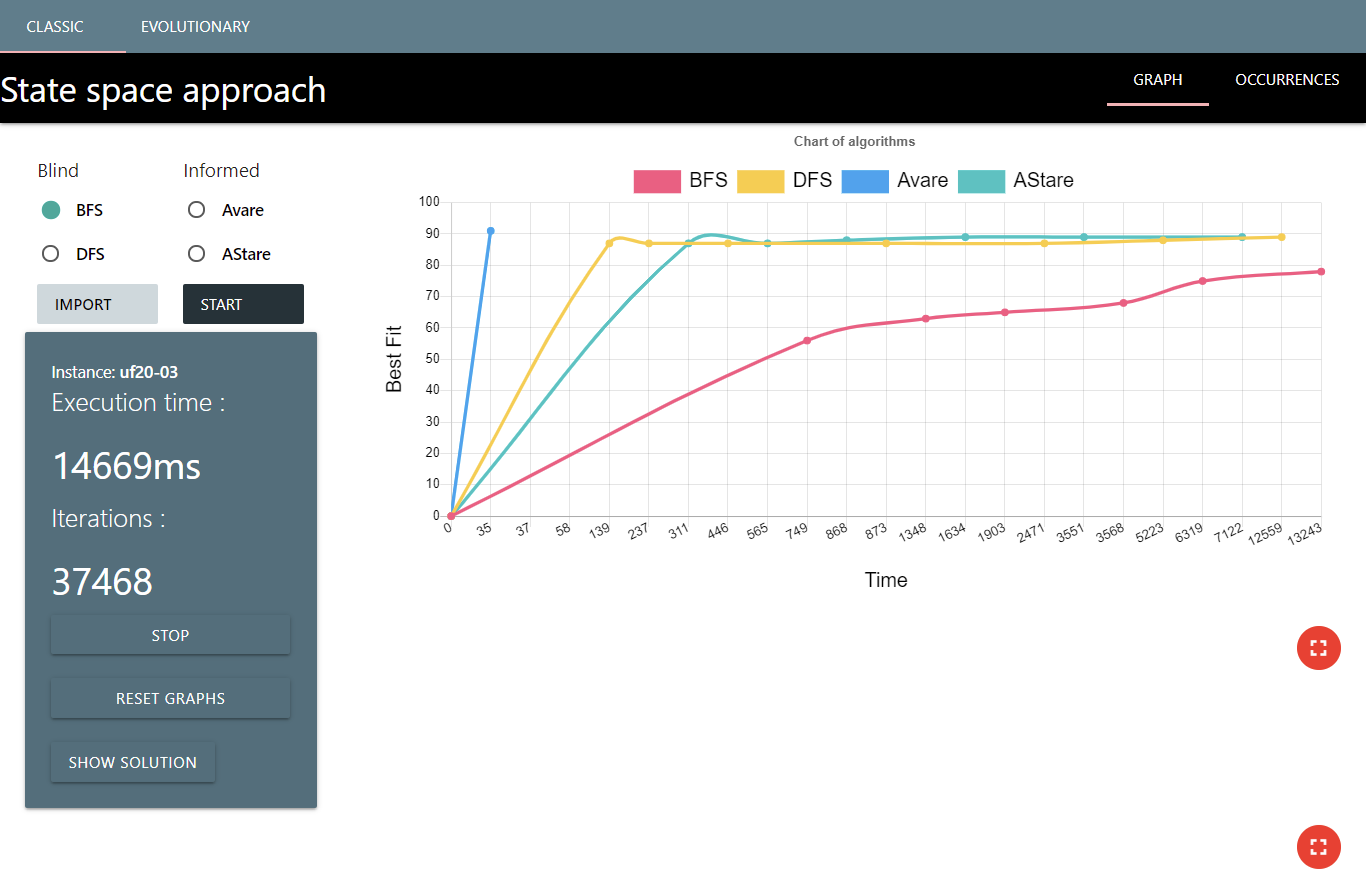 CLASSIC EVOLUTIONARY
State space approach
GRAPH OCCURRENCES
Blind Informed
BFS Avare
DFS AStare
IMPORT START
Instance: uf20-03
Execution time :
14669ms
Iterations :
37468
STOP
RESET GRAPHS
SHOW SOLUTION
Chart of algorithms
BFS DFS Avare AStare
100
90
80
70
60
50
40
30
20
10
0
Best Fit
0 35 37 58 139 237 311 446 565 749 868 873 1348 1634 1903 2471 3551 3568 5223 6319 7122 12559 13243
Time